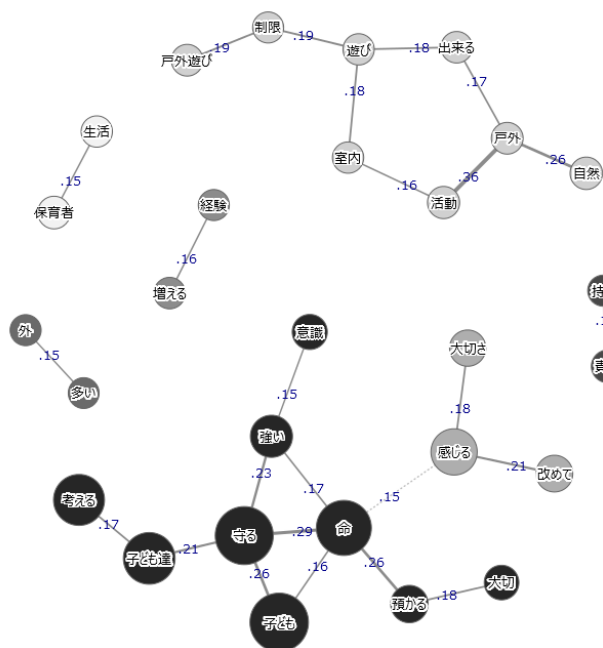 制限
.19
.19
戸外遊び
遊び
.18
出来る
.18
.17
戸外
.26
自然
室内
.16
.36
活動
生活
.15
保育者
経験
.16
増える
持
.1
責
外
.15
多い
意識
.15
大切さ
.18
強い
感じる
.21
改めて
.23
.17
.15
考える
.17
子ども達
.21
守る
.29
命
.26
.16
.26
子ども
預かる
.18
大切